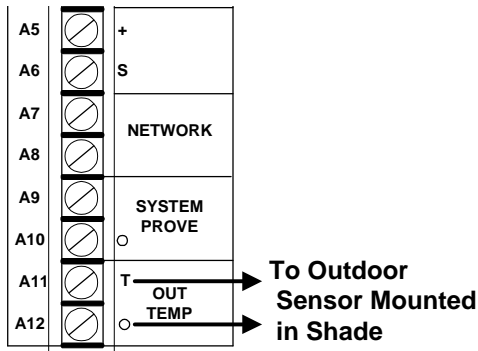 A5 +
A6 S
A7
NETWORK
A8
A9
SYSTEM
PROVE
A10
A11 T
OUT
TEMP
A12
To Outdoor
Sensor Mounted
in Shade